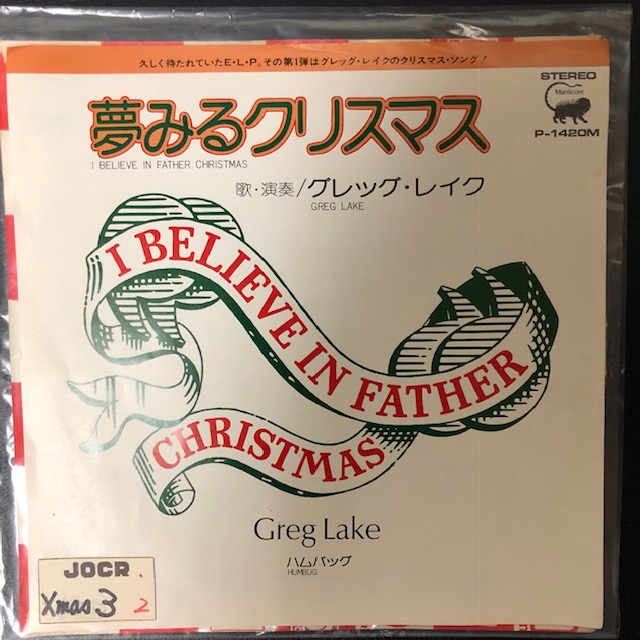 久しく待たれていたE・L・P。その第1弾はグレッグ・レイクのクリスマス・ソング!
STEREO
Manticore
P-1420M
夢みるクリスマス
I BELIEVE IN FATHER CHRISTMAS
歌・演奏/グレッグ・レイク
GREG LAKE
I BELIEVE IN FATHER
CHRISTMAS
Greg Lake
ハムバッグ
HUMBUG
JOCR.
Xmas 3 2